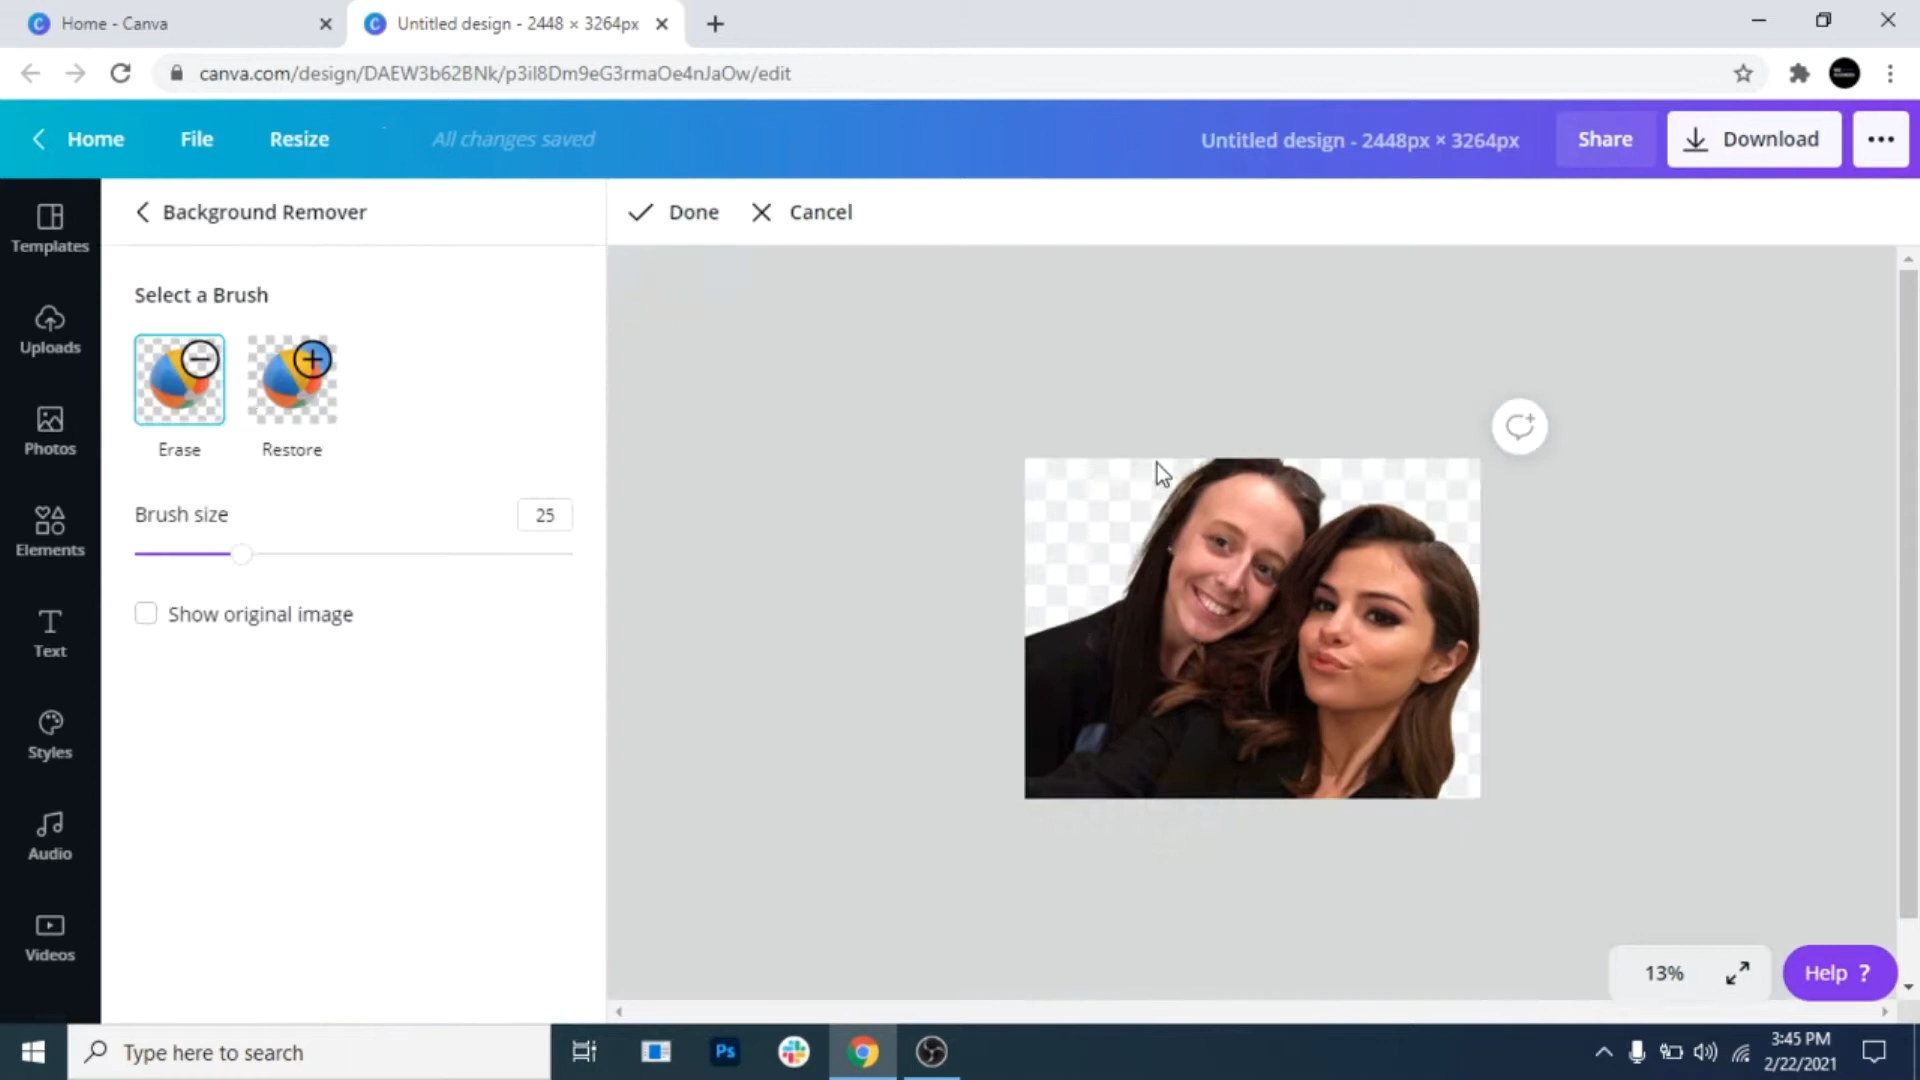 Home - Canva
Untitled design - 2448 × 3264px
canva.com/design/DAEW3b62BNk/p3il8Dm9eG3rmaOe4nJaOw/edit
Home
File
Resize
All changes saved
Untitled design - 2448px × 3264px
Share
Download
Templates
Uploads
Photos
Elements
Text
Styles
Audio
Videos
Background Remover
Done
Cancel
Select a Brush
Erase
Restore
Brush size
25
Show original image
13%
Help ?
Type here to search
Ps
3:45 PM
2/22/2021